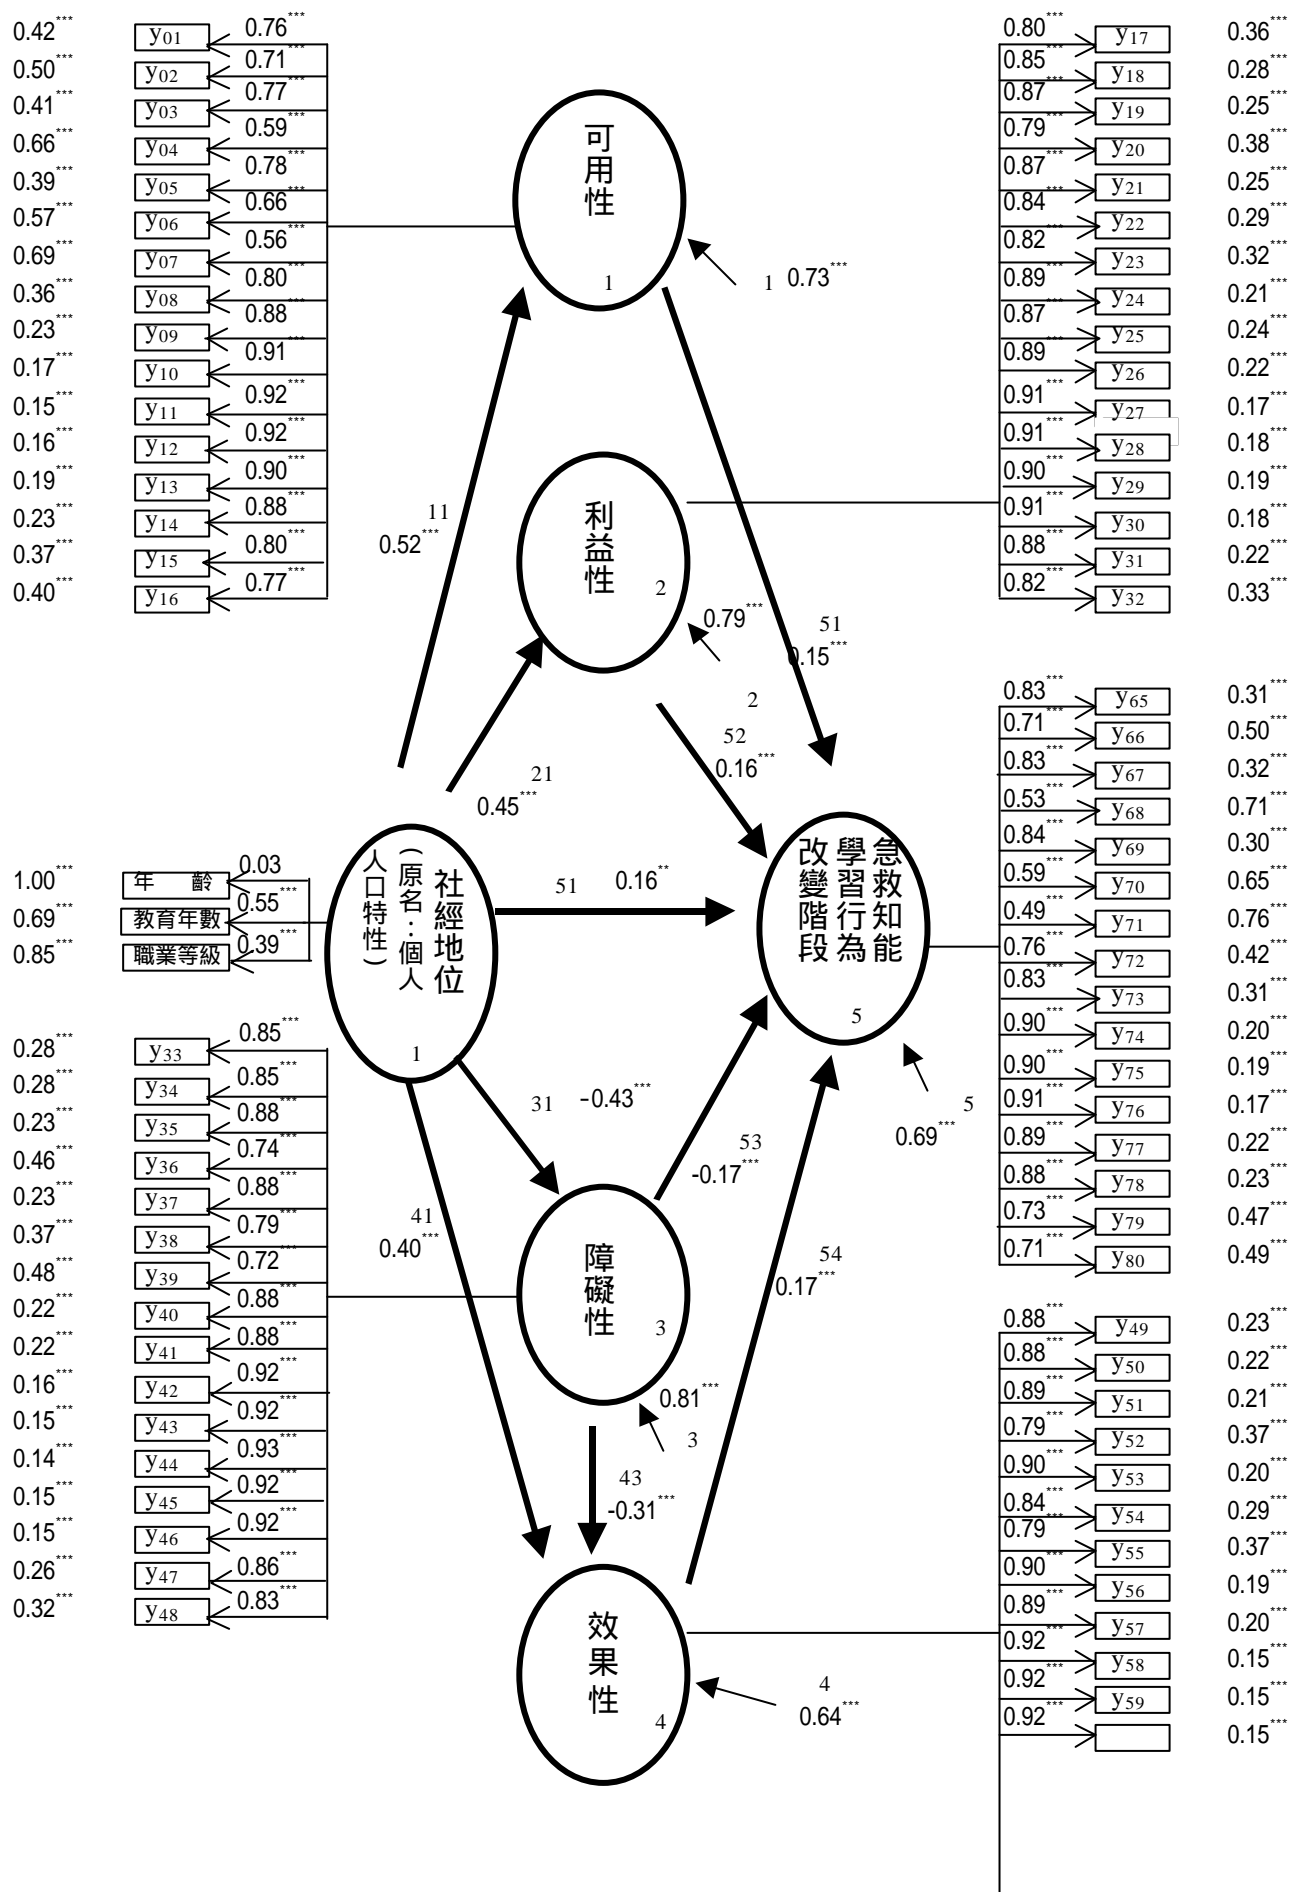 0.42*** y01 0.76***
0.50*** y02 0.71***
0.41*** y03 0.77***
0.66*** y04 0.59***
0.39*** y05 0.78***
0.57*** y06 0.66***
0.69*** y07 0.56***
0.36*** y08 0.80***
0.23*** y09 0.88***
0.17*** y10 0.91***
0.15*** y11 0.92***
0.16*** y12 0.92***
0.19*** y13 0.90***
0.23*** y14 0.88***
0.37*** y15 0.80***
0.40*** y16 0.77***
可用性
1
1 0.73***
0.80*** y17 0.36***
0.85*** y18 0.28***
0.87*** y19 0.25***
0.79*** y20 0.38***
0.87*** y21 0.25***
0.84*** y22 0.29***
0.82*** y23 0.32***
0.89*** y24 0.21***
0.87*** y25 0.24***
0.89*** y26 0.22***
0.91*** y27 0.17***
0.91*** y28 0.18***
0.90*** y29 0.19***
0.91*** y30 0.18***
0.88*** y31 0.22***
0.82*** y32 0.33***
11
0.52***
利益性
2
0.79***
2
51
0.15***
52
0.16***
21
0.45***
1.00*** 年 齡 0.03
0.69*** 教育年數 0.55***
0.85*** 職業等級 0.39***
社經地位
(原名:個人
人口特性)
1
51 0.16**
急救知能
學習行為
改變階段
5
5
0.69***
0.83*** y65 0.31***
0.71*** y66 0.50***
0.83*** y67 0.32***
0.53*** y68 0.71***
0.84*** y69 0.30***
0.59*** y70 0.65***
0.49*** y71 0.76***
0.76*** y72 0.42***
0.83*** y73 0.31***
0.90*** y74 0.20***
0.90*** y75 0.19***
0.91*** y76 0.17***
0.89*** y77 0.22***
0.88*** y78 0.23***
0.73*** y79 0.47***
0.71*** y80 0.49***
0.28*** y33 0.85***
0.28*** y34 0.85***
0.23*** y35 0.88***
0.46*** y36 0.74***
0.23*** y37 0.88***
0.37*** y38 0.79***
0.48*** y39 0.72***
0.22*** y40 0.88***
0.22*** y41 0.88***
0.16*** y42 0.92***
0.15*** y43 0.92***
0.14*** y44 0.93***
0.15*** y45 0.92***
0.15*** y46 0.92***
0.26*** y47 0.86***
0.32*** y48 0.83***
31 -0.43***
53
-0.17***
41
0.40***
障礙性
3
0.81***
3
54
0.17***
43
-0.31***
效果性
4
4
0.64***
0.88*** y49 0.23***
0.88*** y50 0.22***
0.89*** y51 0.21***
0.79*** y52 0.37***
0.90*** y53 0.20***
0.84*** y54 0.29***
0.79*** y55 0.37***
0.90*** y56 0.19***
0.89*** y57 0.20***
0.92*** y58 0.15***
0.92*** y59 0.15***
0.92*** 0.15***